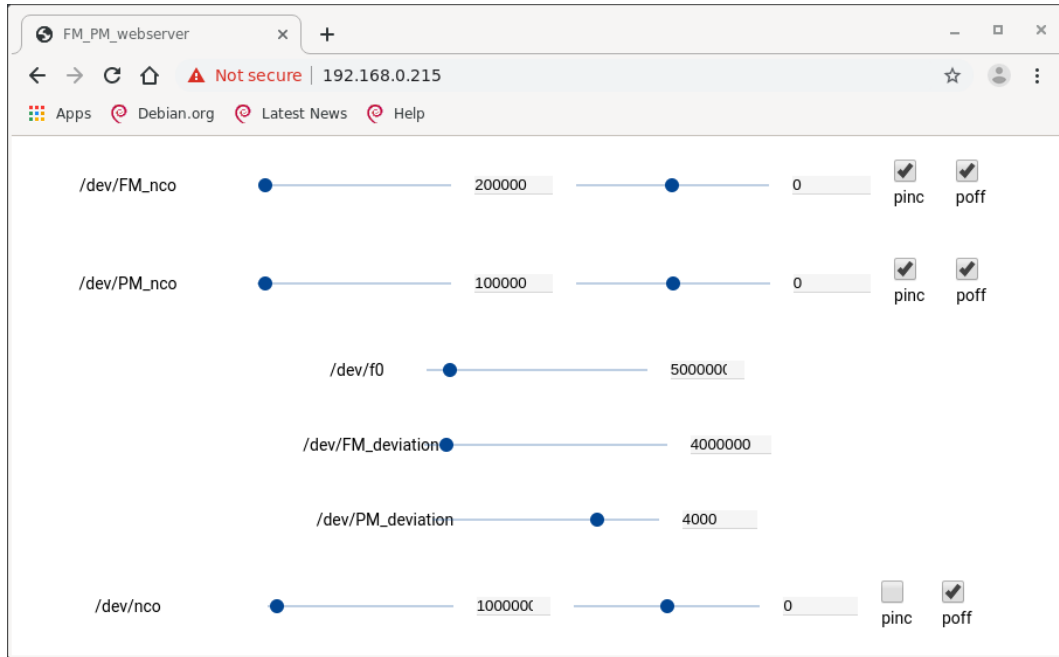 FM_PM_webserver
Not secure 192.168.0.215
Apps Debian.org Latest News Help
/dev/FM_nco 200000 0 pinc poff
/dev/PM_nco 100000 0 pinc poff
/dev/f0 5000000
/dev/FM_deviation 4000000
/dev/PM_deviation 4000
/dev/nco 1000000 0 pinc poff